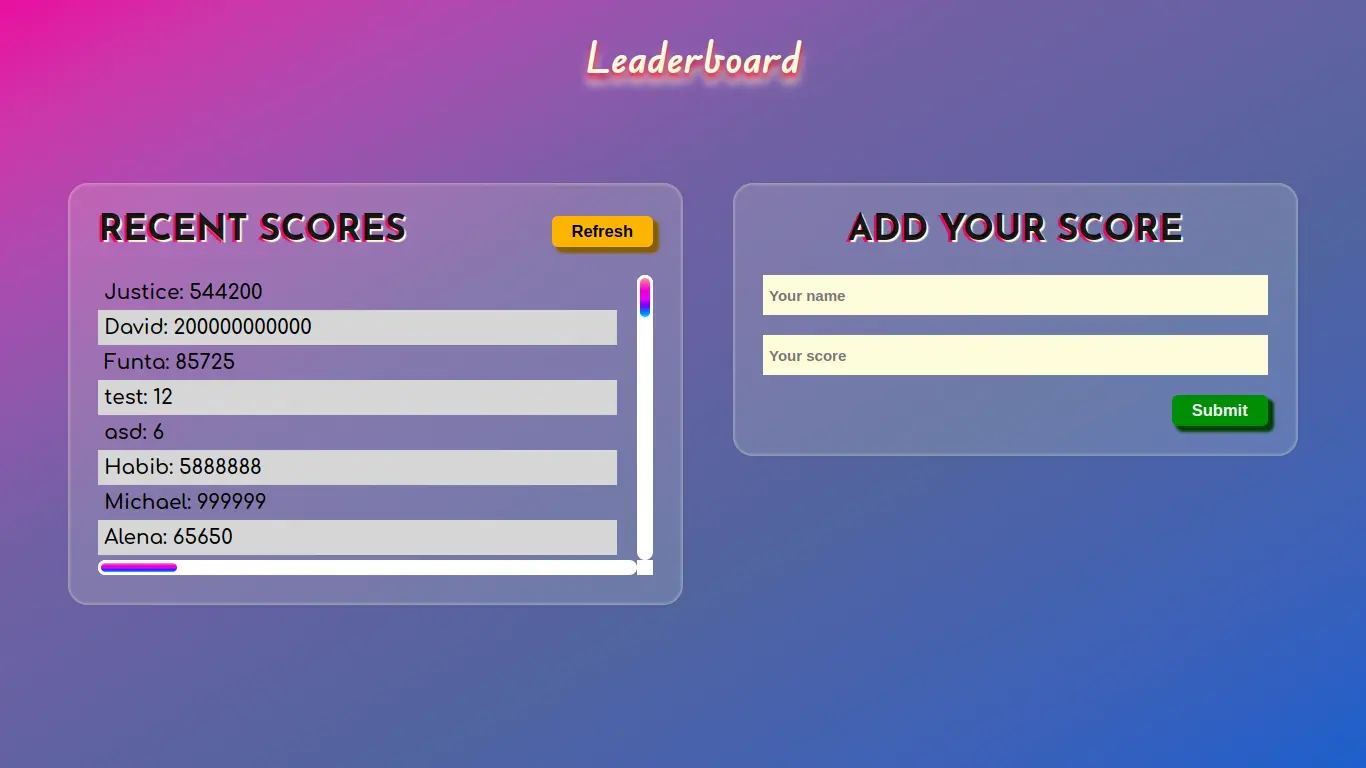 Leaderboard
RECENT SCORES
Refresh
Justice: 544200
David: 200000000000
Funta: 85725
test: 12
asd: 6
Habib: 5888888
Michael: 999999
Alena: 65650
ADD YOUR SCORE
Your name
Your score
Submit